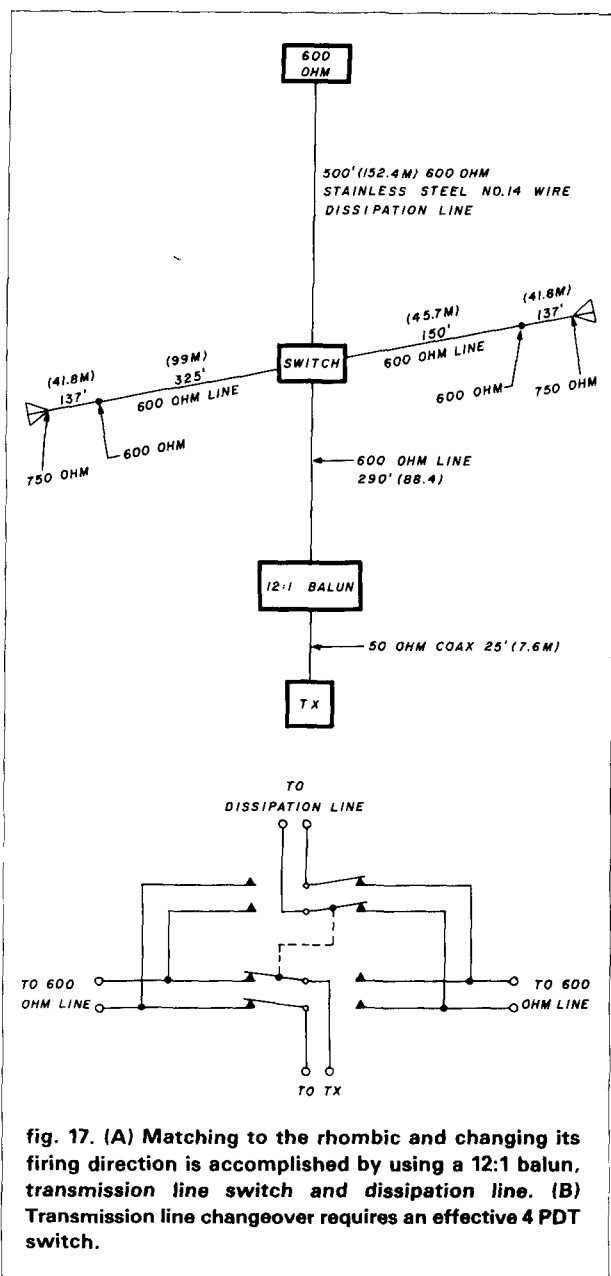 600
OHM
500' (152.4M) 600 OHM
STAINLESS STEEL NO.14 WIRE
DISSIPATION LINE
(41.8M)
137'
(99M)
325'
600 OHM LINE
SWITCH
(45.7M)
150'
600 OHM LINE
(41.8M)
137'
750 OHM
600 OHM
600 OHM
750 OHM
600 OHM LINE
290' (88.4)
12:1 BALUN
50 OHM COAX 25' (7.6M)
TX
TO
DISSIPATION LINE
TO 600
OHM LINE
TO 600
OHM LINE
TO TX
fig. 17. (A) Matching to the rhombic and changing its
firing direction is accomplished by using a 12:1 balun,
transmission line switch and dissipation line. (B)
Transmission line changeover requires an effective 4 PDT
switch.